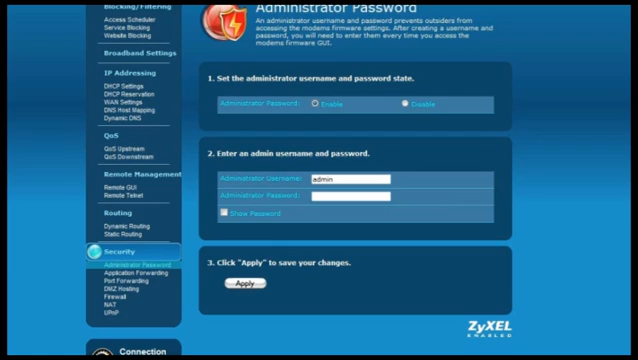 Blocking/Filtering
Access Scheduler
Service Blocking
Website Blocking
Broadband Settings
IP Addressing
DHCP Settings
DHCP Reservation
WAN Settings
DNS Host Mapping
Dynamic DNS
QoS
QoS Upstream
QoS Downstream
Remote Management
Remote GUI
Remote Telnet
Routing
Dynamic Routing
Static Routing
Security
Administrator Password
Application Forwarding
Port Forwarding
DMZ Hosting
Firewall
NAT
UPnP
Connection
Administrator Password
An administrator username and password prevents outsiders from
accessing the modems firmware settings. After creating a username and
password, you will need to enter them every time you access the
modems firmware GUI.
1. Set the administrator username and password state.
Administrator Password: Enable Disable
2. Enter an admin username and password.
Administrator Username: admin
Administrator Password:
Show Password
3. Click "Apply" to save your changes.
Apply
ZyXEL
ENABLED